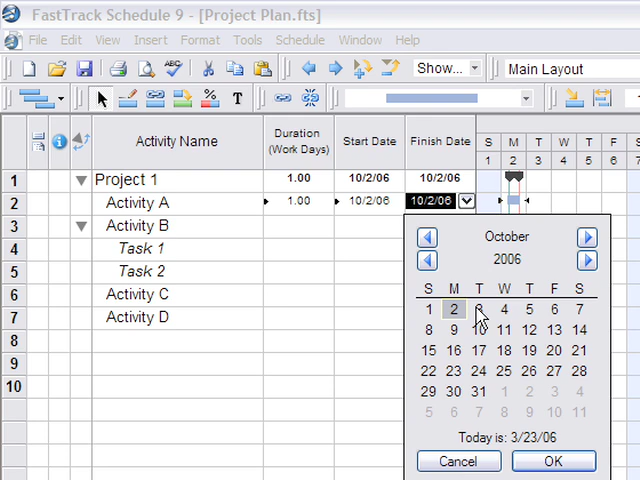 FastTrack Schedule 9 - [Project Plan.fts]
File Edit View Insert Format Tools Schedule Window Help
ABC Show... Main Layout
% T
Activity Name Duration (Work Days) Start Date Finish Date S M T W T F S
1 2 3 4 5 6 7
1 Project 1 1.00 10/2/06 10/2/06
2 Activity A 1.00 10/2/06 10/2/06
3 Activity B
4 Task 1
5 Task 2
6 Activity C
7 Activity D
8
9
10
October
2006
S M T W T F S
1 2 3 4 5 6 7
8 9 10 11 12 13 14
15 16 17 18 19 20 21
22 23 24 25 26 27 28
29 30 31 1 2 3 4
5 6 7 8 9 10 11
Today is: 3/23/06
Cancel OK